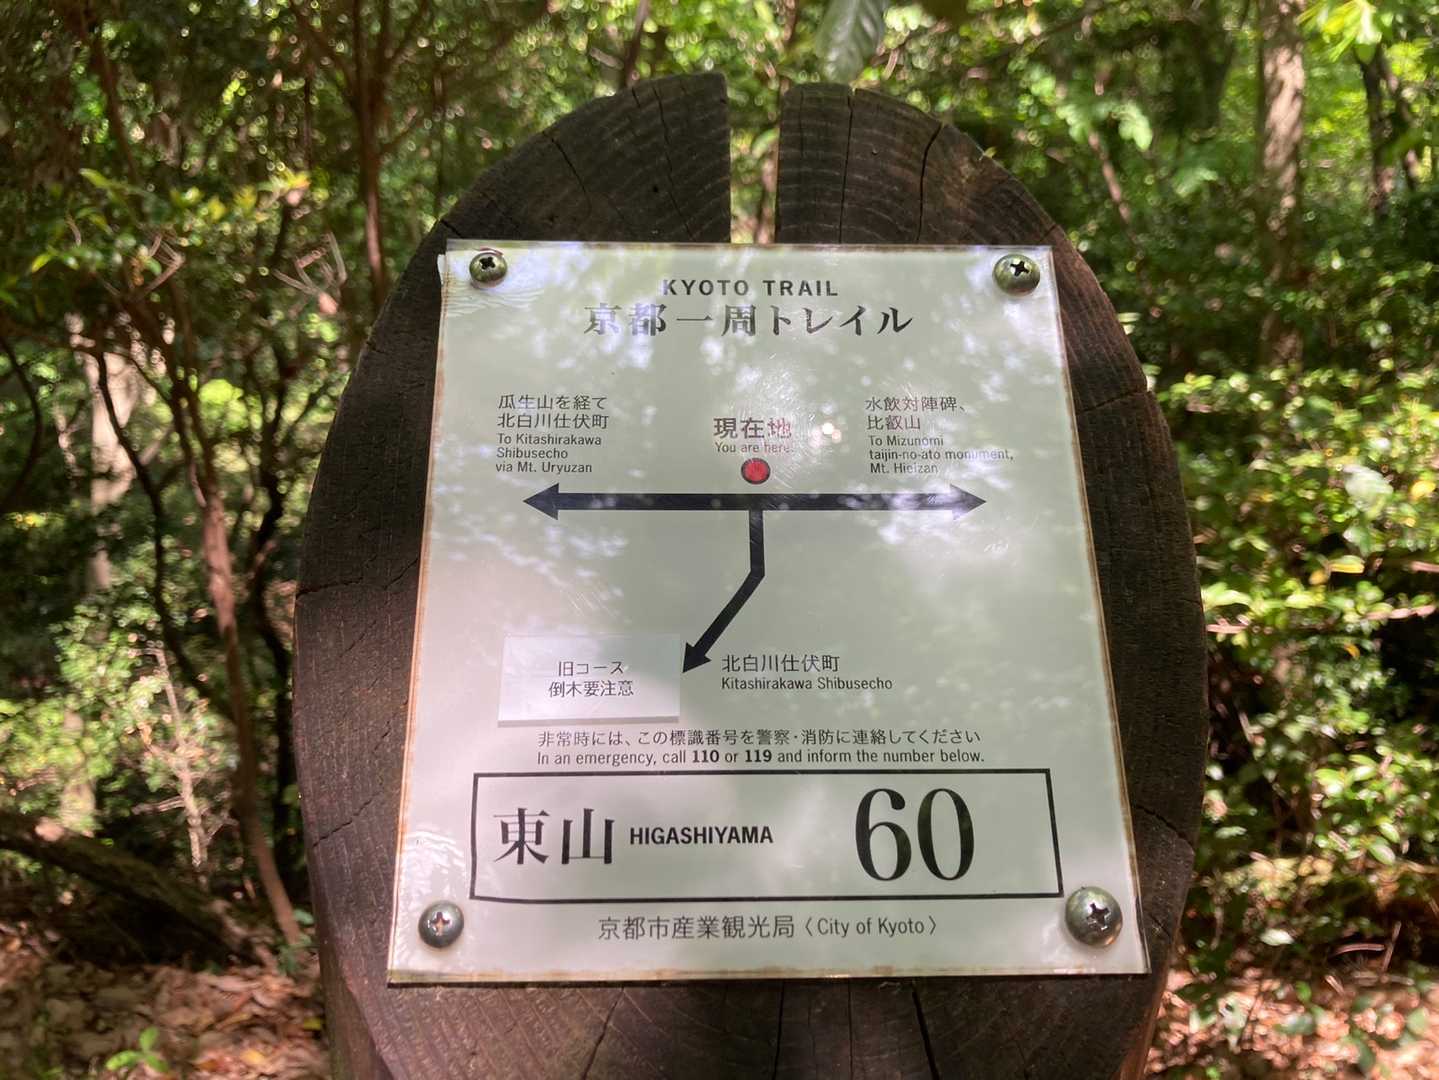 KYOTO TRAIL
京都一周トレイル
瓜生山を経て
北白川仕伏町
To Kitashirakawa
Shibusecho
via Mt. Uryuzan
現在地
You are here.
水飲対陣碑、
比叡山
To Mizunomi
taijin-no-ato monument,
Mt. Hieizan
旧コース
倒木要注意
北白川仕伏町
Kitashirakawa Shibusecho
非常時には、この標識番号を警察・消防に連絡してください
In an emergency, call 110 or 119 and inform the number below.
東山 HIGASHIYAMA 60
京都市産業観光局〈City of Kyoto〉